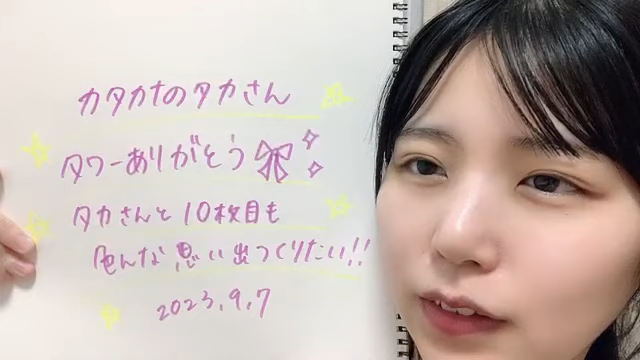 カタカナのタカさん
タワーありがとう
タカさんと10枚目も
色んな思い出つくりたい!!
2023.9.7